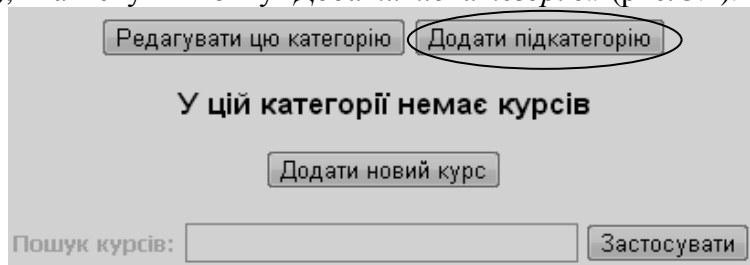 Редагувати цю категорію Додати підкатегорію
У цій категорії немає курсів
Додати новий курс
Пошук курсів: Застосувати